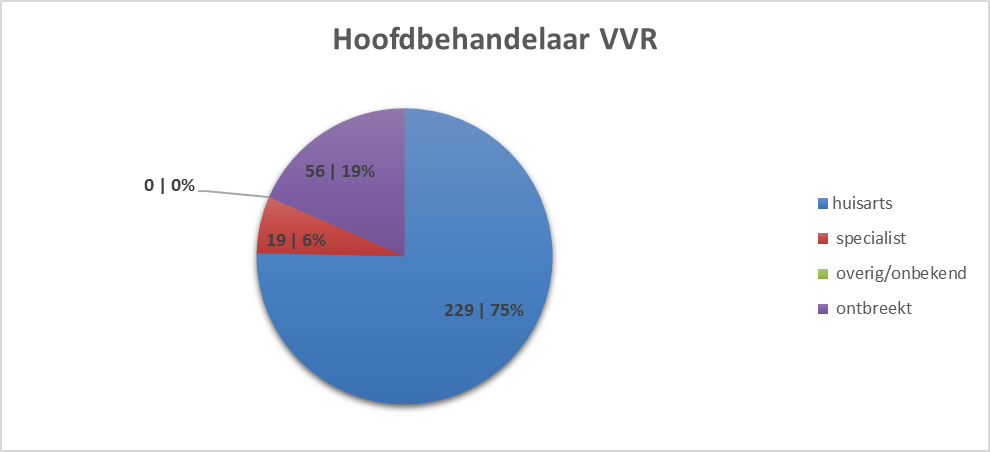 Hoofdbehandelaar VVR
56 | 19%
0 | 0%
19 | 6%
229 | 75%
huisarts
specialist
overig/onbekend
ontbreekt